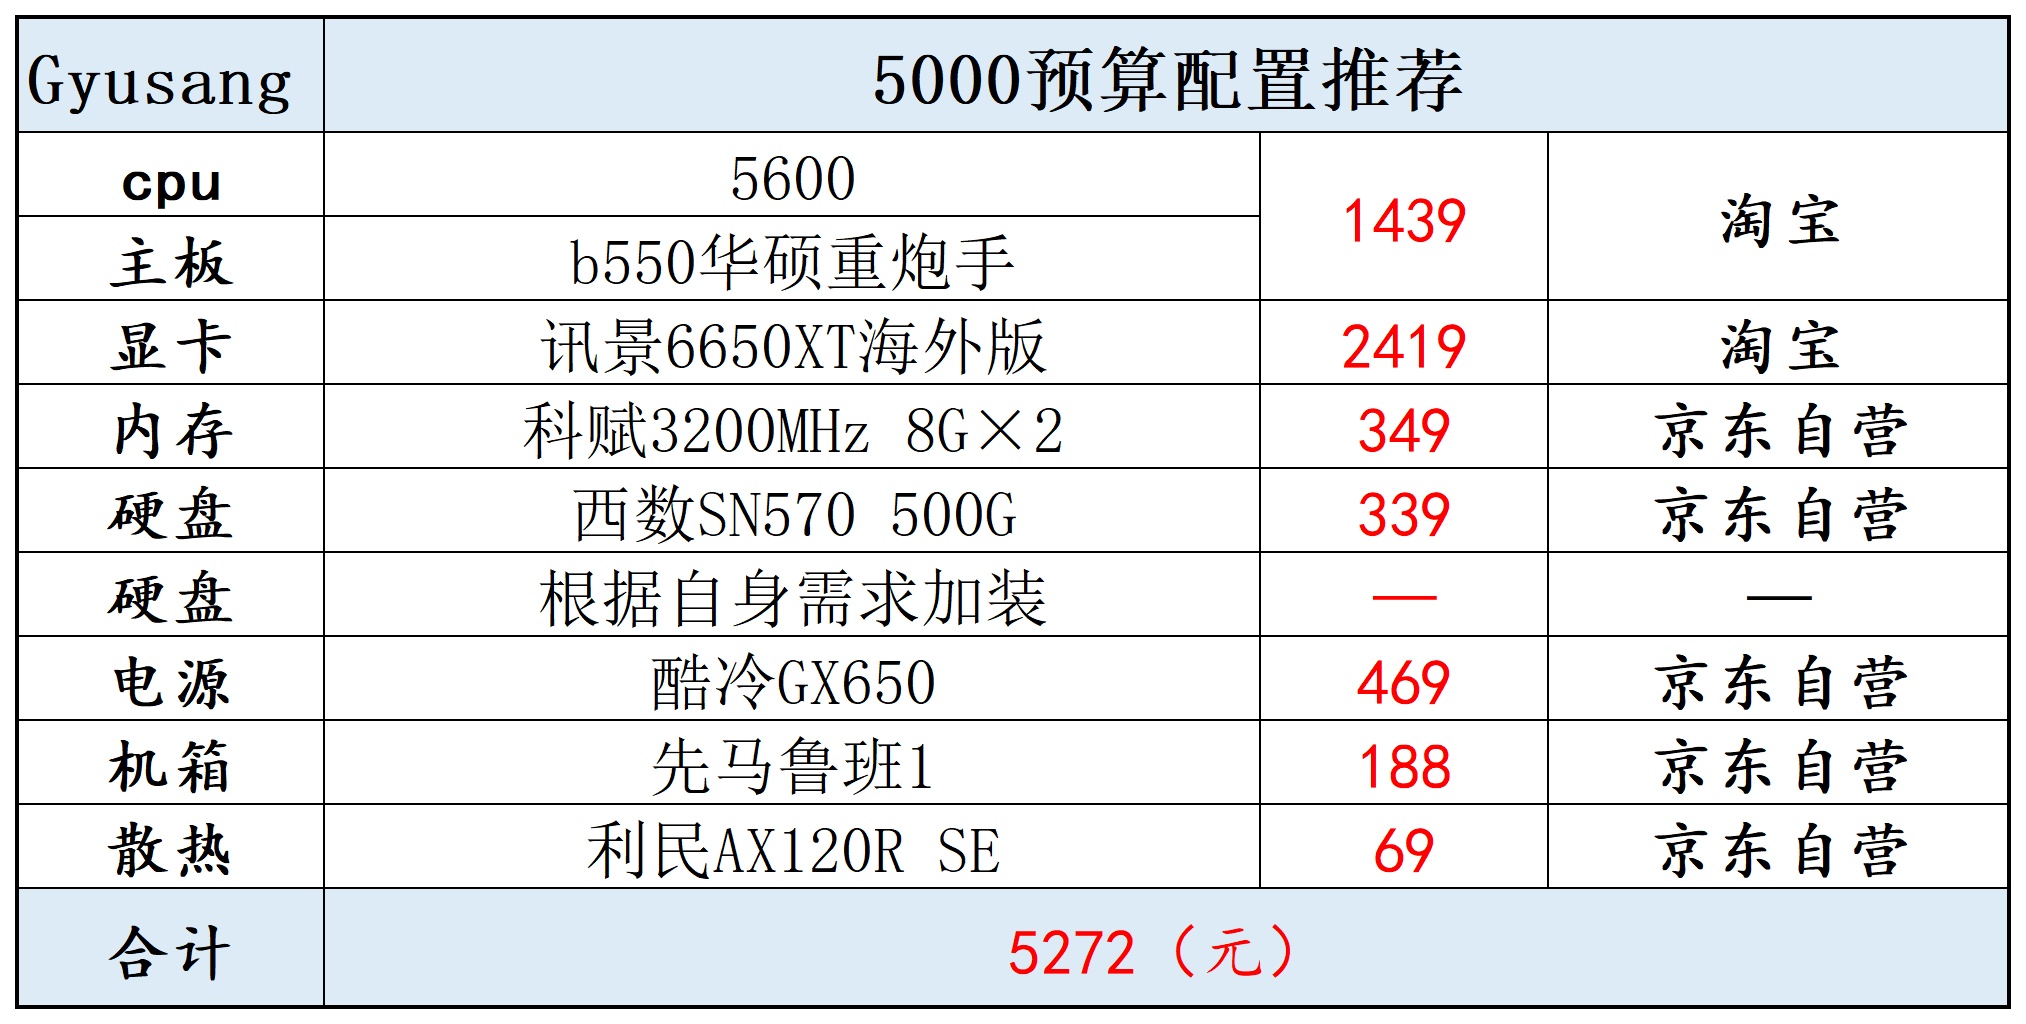 Gyusang 5000预算配置推荐
cpu 5600 1439 淘宝
主板 b550华硕重炮手
显卡 讯景6650XT海外版 2419 淘宝
内存 科赋3200MHz 8G×2 349 京东自营
硬盘 西数SN570 500G 339 京东自营
硬盘 根据自身需求加装 — —
电源 酷冷GX650 469 京东自营
机箱 先马鲁班1 188 京东自营
散热 利民AX120R SE 69 京东自营
合计 5272（元）